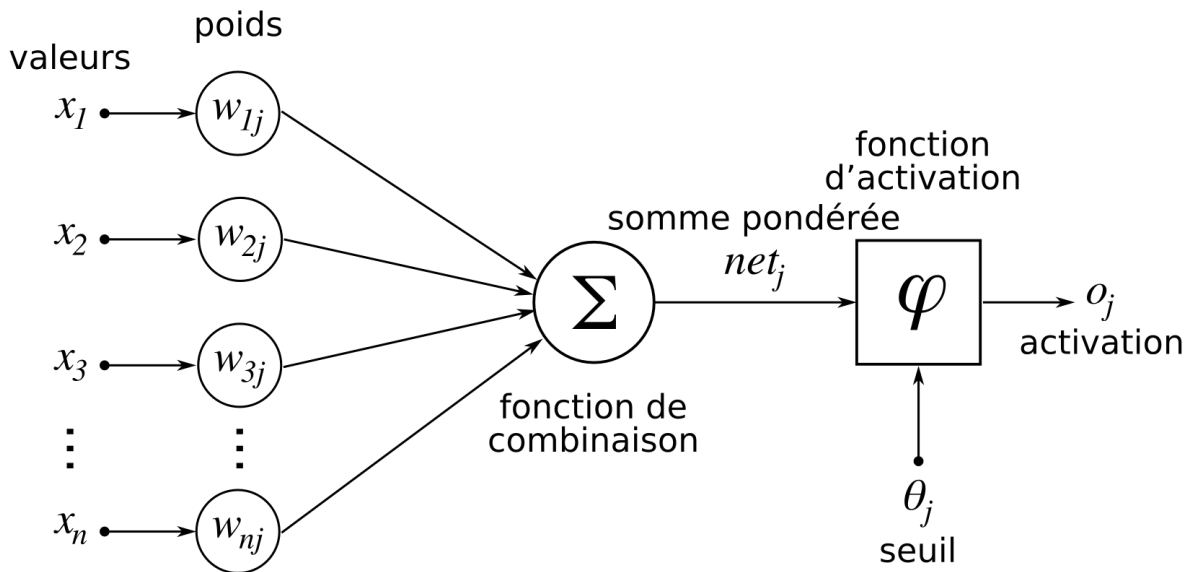 poids
valeurs
x1
w1j
x2
w2j
x3
w3j
⋮
⋮
xn
wnj
Σ
fonction de
combinaison
somme pondérée
netj
fonction
d’activation
φ
oj
activation
θj
seuil